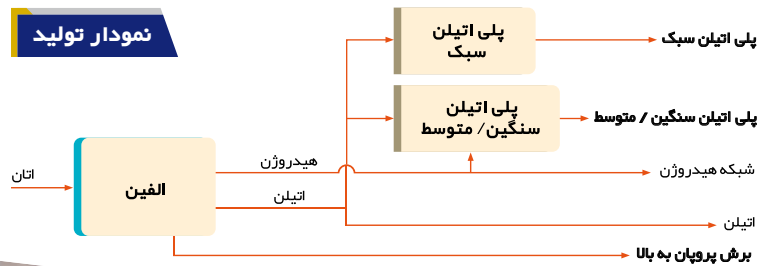 نمودار تولید
پلی اتیلن
سبک
پلی اتیلن سبک
پلی اتیلن
سنگین/ متوسط
پلی اتیلن سنگین / متوسط
هیدروژن
شبکه هیدروژن
اتان
الفین
اتیلن
اتیلن
برش پروپان به بالا